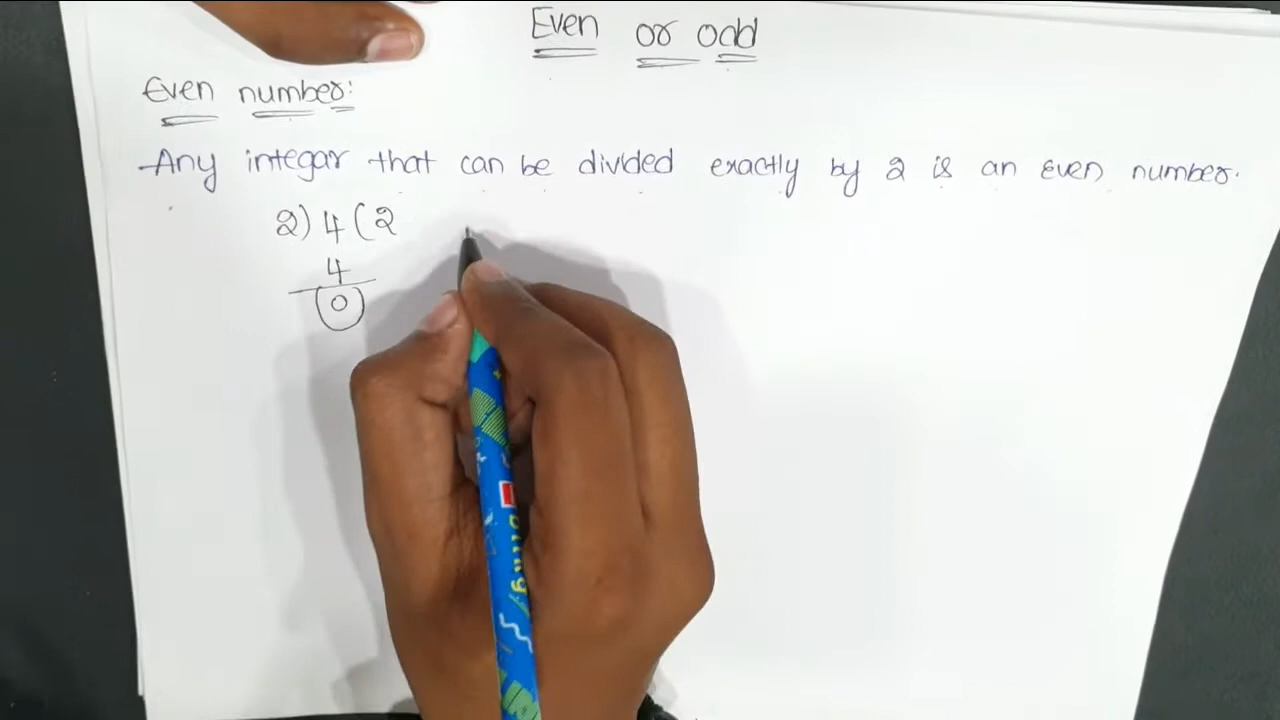 Even or odd
Even number:
Any integar that can be divided exactly by 2 is an Even number.
2) 4 (2
4
0